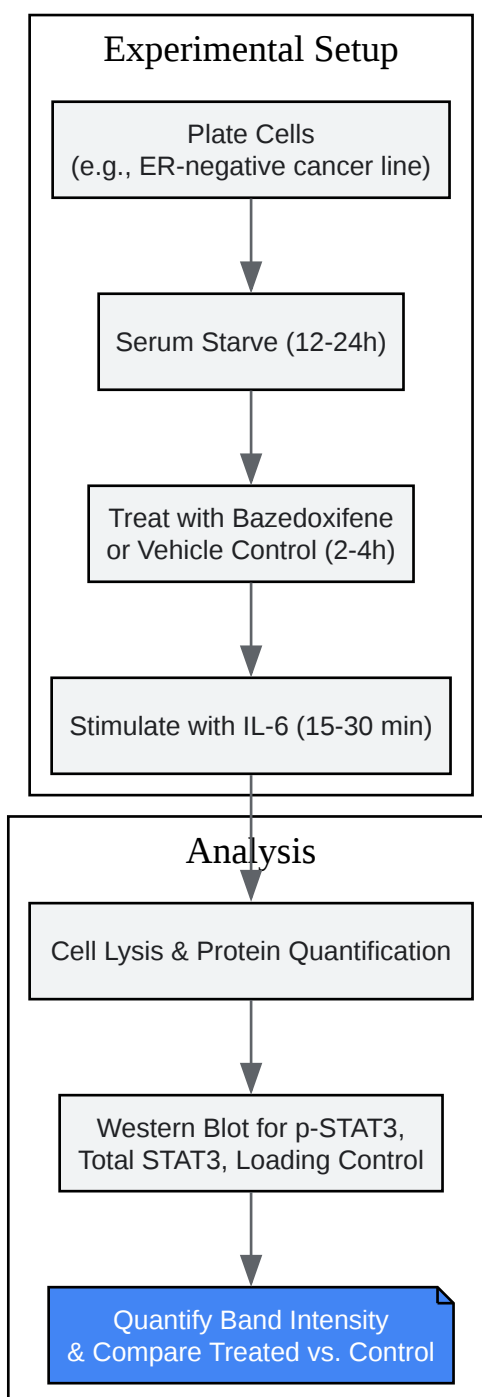 Experimental Setup
Plate Cells
(e.g., ER-negative cancer line)
Serum Starve (12-24h)
Treat with Bazedoxifene
or Vehicle Control (2-4h)
Stimulate with IL-6 (15-30 min)
Analysis
Cell Lysis & Protein Quantification
Western Blot for p-STAT3,
Total STAT3, Loading Control
Quantify Band Intensity
& Compare Treated vs. Control